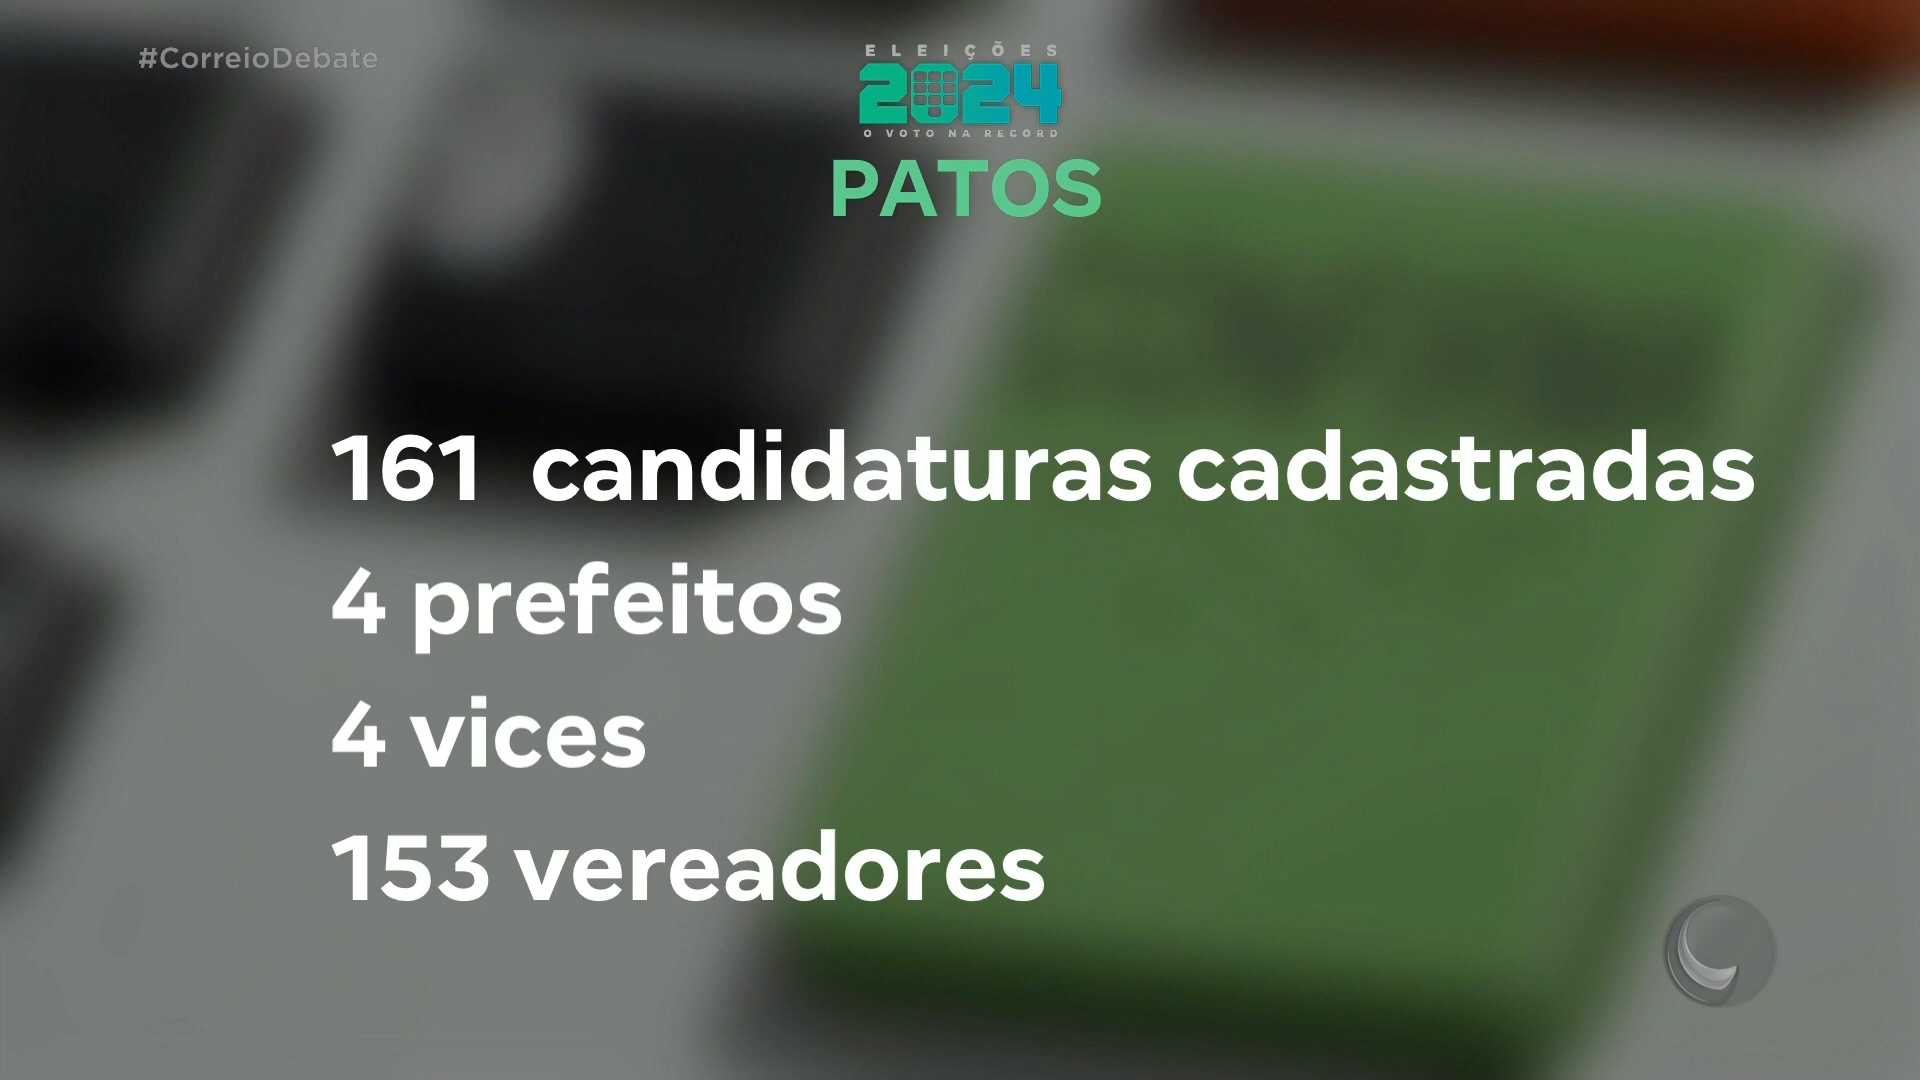 #CorreioDebate
ELEIÇÕES
2024
O VOTO NA RECORD
PATOS
161 candidaturas cadastradas
4 prefeitos
4 vices
153 vereadores